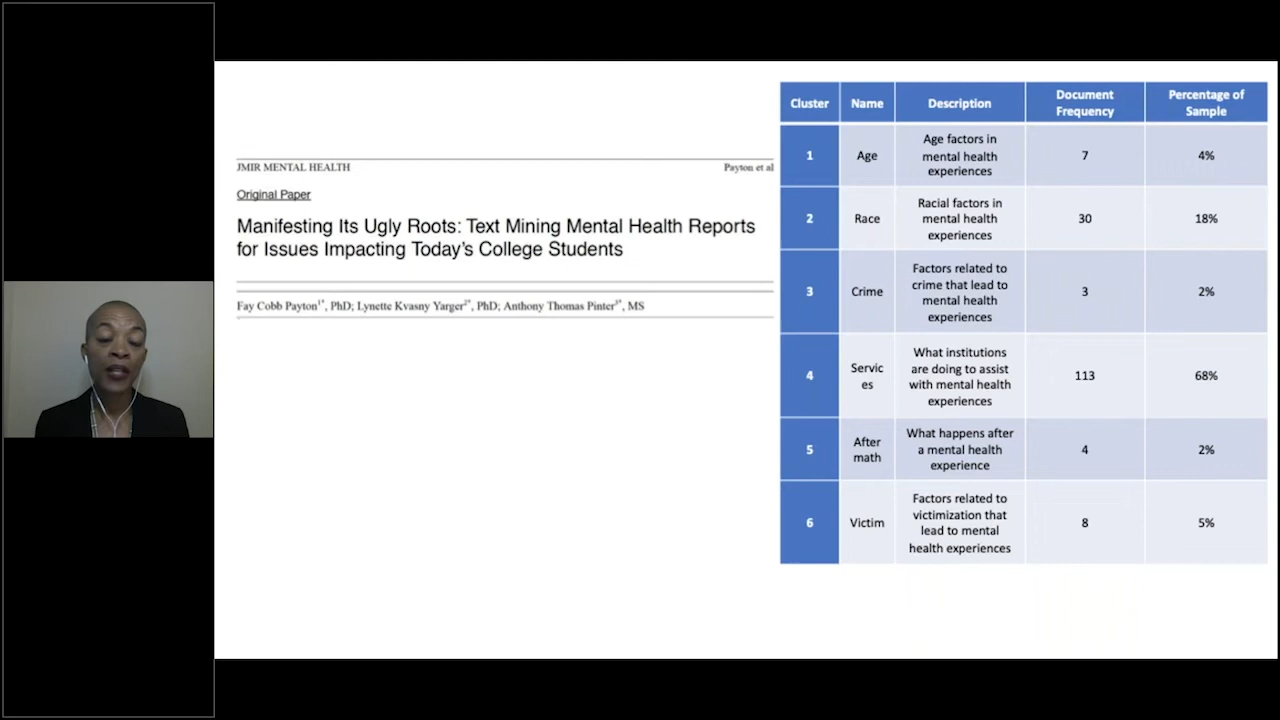 JMIR MENTAL HEALTH Payton et al
Original Paper
Manifesting Its Ugly Roots: Text Mining Mental Health Reports
for Issues Impacting Today's College Students
Fay Cobb Payton1*, PhD; Lynette Kvasny Yarger2*, PhD; Anthony Thomas Pinter3*, MS
Cluster Name Description Document Frequency Percentage of Sample
1 Age Age factors in mental health experiences 7 4%
2 Race Racial factors in mental health experiences 30 18%
3 Crime Factors related to crime that lead to mental health experiences 3 2%
4 Servic es What institutions are doing to assist with mental health experiences 113 68%
5 After math What happens after a mental health experience 4 2%
6 Victim Factors related to victimization that lead to mental health experiences 8 5%